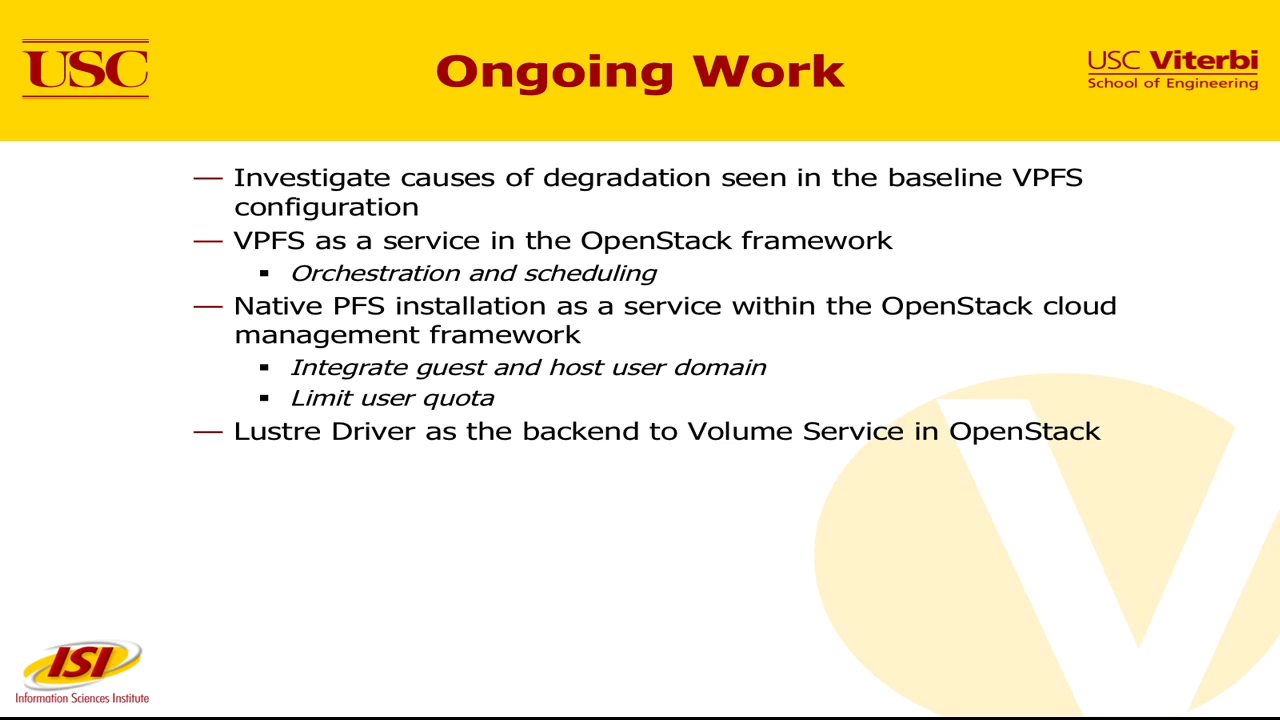 USC
Ongoing Work
USC Viterbi
School of Engineering
— Investigate causes of degradation seen in the baseline VPFS
configuration
— VPFS as a service in the OpenStack framework
▪ Orchestration and scheduling
— Native PFS installation as a service within the OpenStack cloud
management framework
▪ Integrate guest and host user domain
▪ Limit user quota
— Lustre Driver as the backend to Volume Service in OpenStack
ISI
Information Sciences Institute